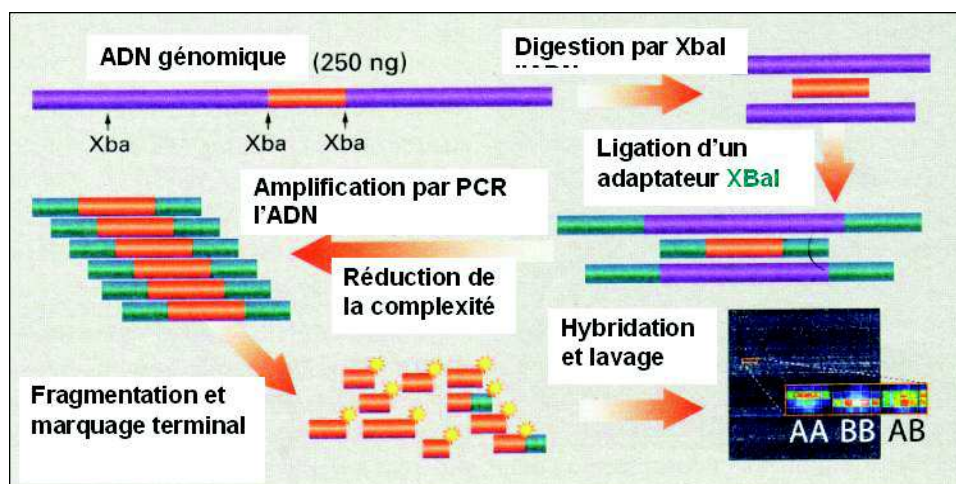 ADN génomique (250 ng)
Xba
Xba
Xba
Digestion par XbaI
Ligation d'un
adaptateur XBaI
Amplification par PCR
l'ADN
Réduction de
la complexité
Fragmentation et
marquage terminal
Hybridation
et lavage
AA BB AB